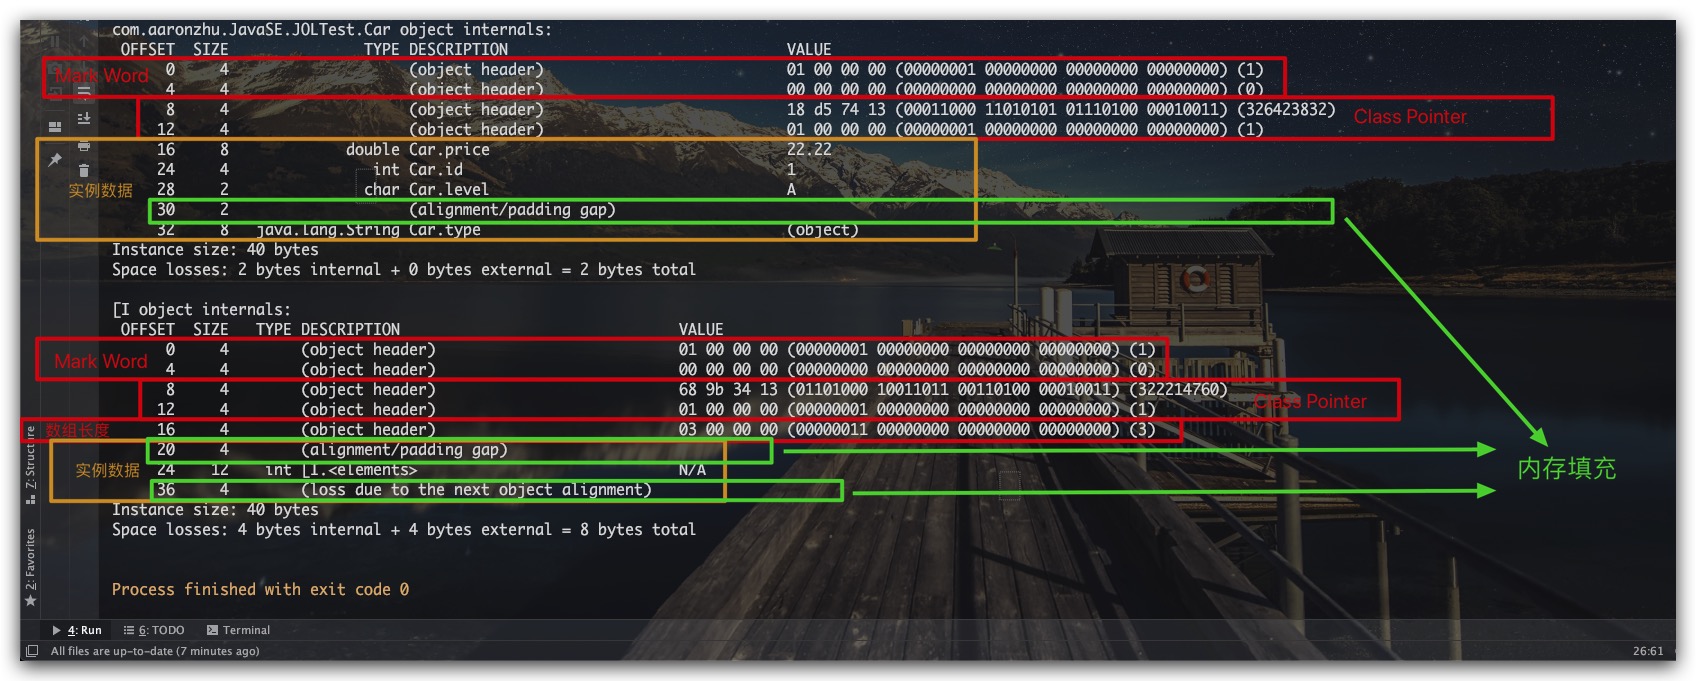 com.aaronzhu.JavaSE.JOLTest.Car object internals:
OFFSET SIZE TYPE DESCRIPTION VALUE
Mark Word 0 4 (object header) 01 00 00 00 (00000001 00000000 00000000 00000000) (1)
4 4 (object header) 00 00 00 00 (00000000 00000000 00000000 00000000) (0)
8 4 (object header) 18 d5 74 13 (00011000 11010101 01110100 00010011) (326423832) Class Pointer
12 4 (object header) 01 00 00 00 (00000001 00000000 00000000 00000000) (1)
16 8 double Car.price 22.22
24 4 int Car.id 1
实例数据 28 2 char Car.level A
30 2 (alignment/padding gap)
32 8 java.lang.String Car.type (object)
Instance size: 40 bytes
Space losses: 2 bytes internal + 0 bytes external = 2 bytes total
[I object internals:
OFFSET SIZE TYPE DESCRIPTION VALUE
Mark Word 0 4 (object header) 01 00 00 00 (00000001 00000000 00000000 00000000) (1)
4 4 (object header) 00 00 00 00 (00000000 00000000 00000000 00000000) (0)
8 4 (object header) 68 9b 34 13 (01101000 10011011 00110100 00010011) (322214760)
12 4 (object header) 01 00 00 00 (00000001 00000000 00000000 00000000) (1) Class Pointer
数组长度 16 4 (object header) 03 00 00 00 (00000011 00000000 00000000 00000000) (3)
20 4 (alignment/padding gap)
实例数据 24 12 int [I.<elements> N/A
内存填充
36 4 (loss due to the next object alignment)
Instance size: 40 bytes
Space losses: 4 bytes internal + 4 bytes external = 8 bytes total
Process finished with exit code 0
7: Structure
2: Favorites
4: Run 6: TODO Terminal
All files are up-to-date (7 minutes ago) 26:61